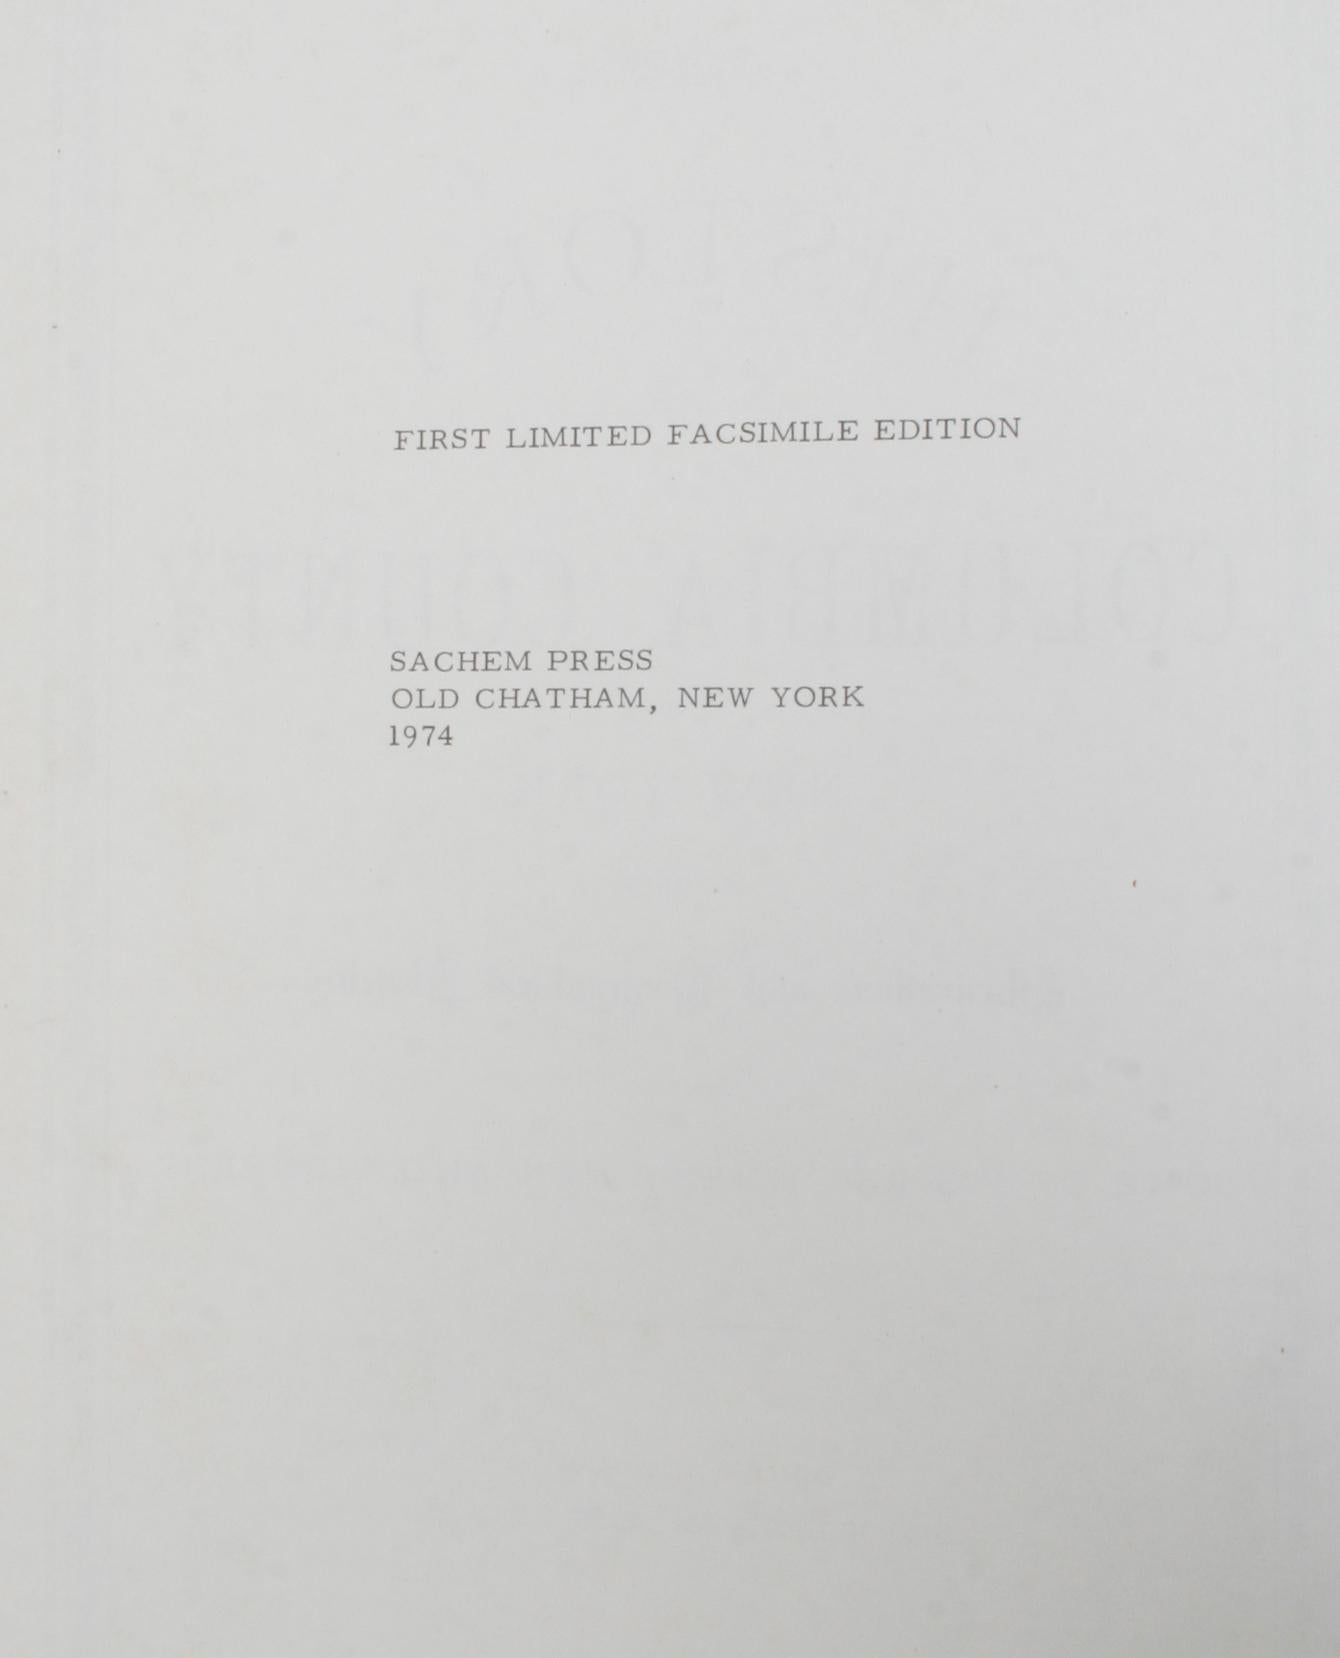 FIRST LIMITED FACSIMILE EDITION
SACHEM PRESS
OLD CHATHAM, NEW YORK
1974